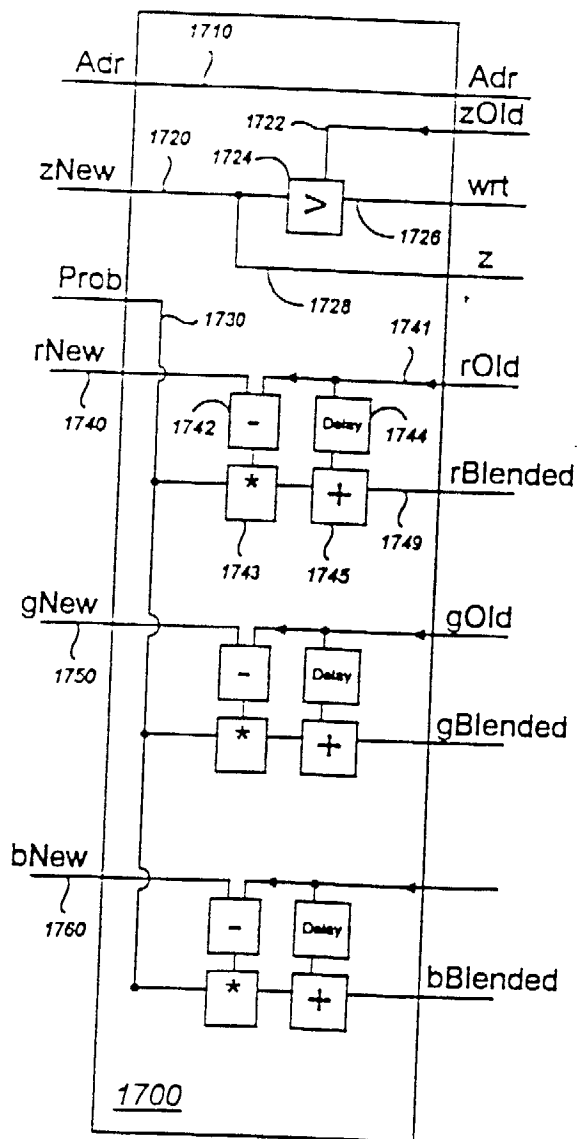 1710
Adr
Adr
1722
zOld
1720
1724
zNew
>
wrt
1726
z
Prob
1728
1730
1741
rNew
rOld
1740
1742
-
Delay
1744
*
+
rBlended
1743
1745
1749
gNew
gOld
1750
-
Delay
*
+
gBlended
bNew
1760
-
Delay
*
+
bBlended
1700